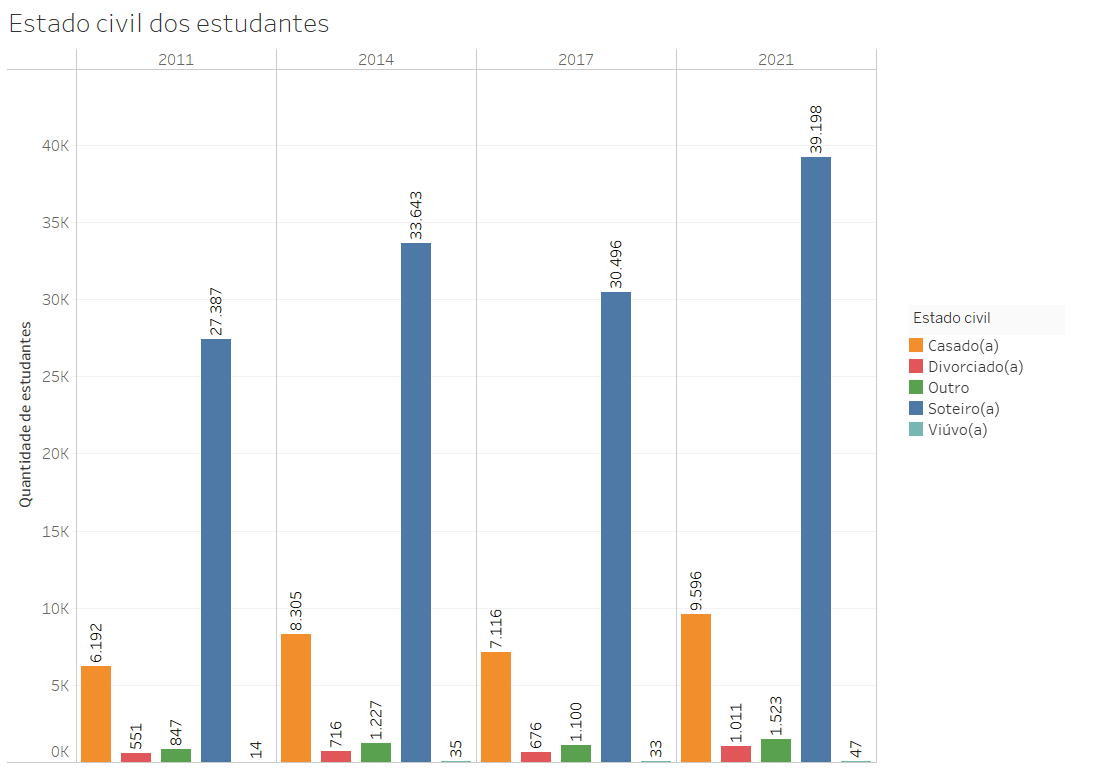 Estado civil dos estudantes
2011 2014 2017 2021
40K
35K
30K
25K
20K
15K
10K
5K
0K
Quantidade de estudantes
6.192 551 847 27.387 14
8.305 716 1.227 33.643 35
7.116 676 1.100 30.496 33
9.596 1.011 1.523 39.198 47
Estado civil
Casado(a)
Divorciado(a)
Outro
Soteiro(a)
Viúvo(a)